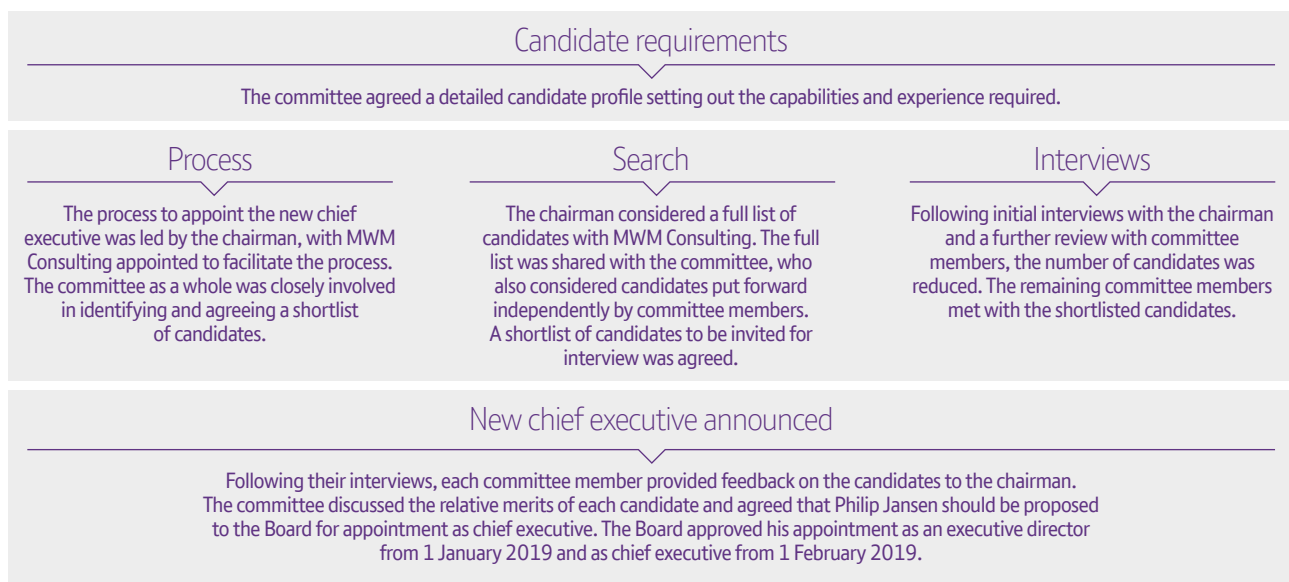 Candidate requirements
The committee agreed a detailed candidate profile setting out the capabilities and experience required.
Process
The process to appoint the new chief
executive was led by the chairman, with MWM
Consulting appointed to facilitate the process.
The committee as a whole was closely involved
in identifying and agreeing a shortlist
of candidates.
Search
The chairman considered a full list of
candidates with MWM Consulting. The full
list was shared with the committee, who
also considered candidates put forward
independently by committee members.
A shortlist of candidates to be invited for
interview was agreed.
Interviews
Following initial interviews with the chairman
and a further review with committee
members, the number of candidates was
reduced. The remaining committee members
met with the shortlisted candidates.
New chief executive announced
Following their interviews, each committee member provided feedback on the candidates to the chairman.
The committee discussed the relative merits of each candidate and agreed that Philip Jansen should be proposed
to the Board for appointment as chief executive. The Board approved his appointment as an executive director
from 1 January 2019 and as chief executive from 1 February 2019.